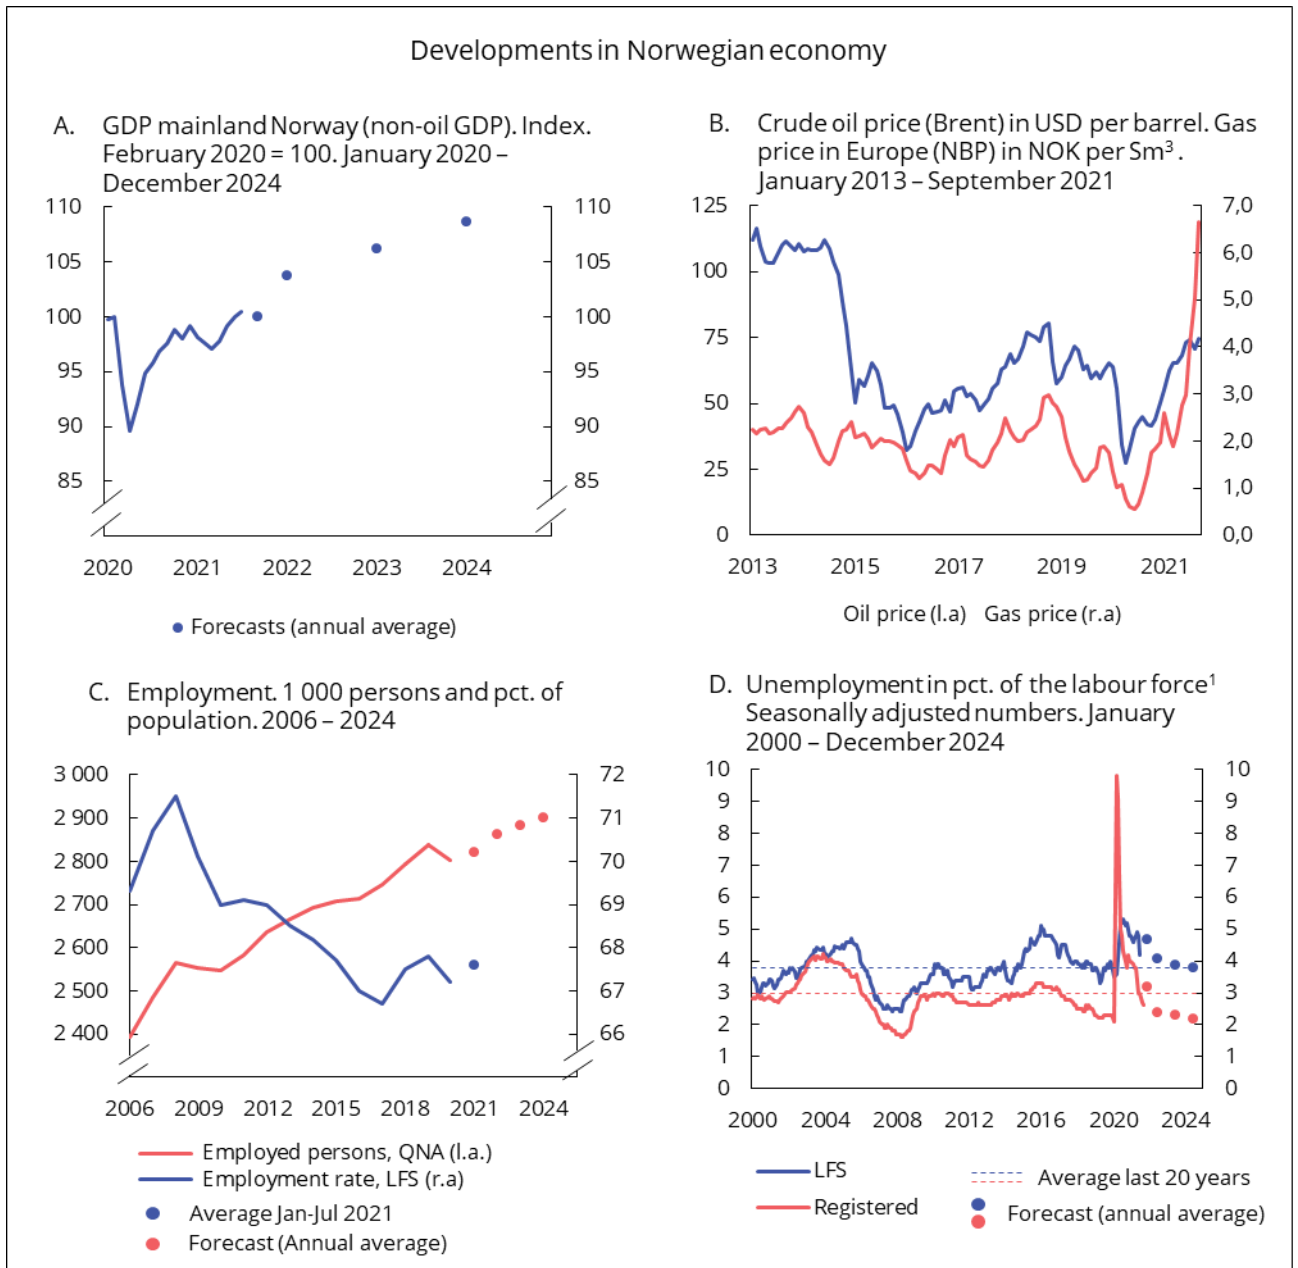 Developments in Norwegian economy
A. GDP mainland Norway (non-oil GDP). Index.
February 2020 = 100. January 2020 –
December 2024
110 110
105 105
100 100
95 95
90 90
85 85
2020 2021 2022 2023 2024
Forecasts (annual average)
B. Crude oil price (Brent) in USD per barrel. Gas
price in Europe (NBP) in NOK per Sm³ .
January 2013 – September 2021
125 7,0
100 6,0
75 5,0
50 4,0
25 3,0
0 2,0
1,0
0,0
2013 2015 2017 2019 2021
Oil price (l.a) Gas price (r.a)
C. Employment. 1 000 persons and pct. of
population. 2006 – 2024
3 000 72
2 900 71
2 800 70
2 700 69
2 600 68
2 500 67
2 400 66
2006 2009 2012 2015 2018 2021 2024
Employed persons, QNA (l.a.)
Employment rate, LFS (r.a)
Average Jan-Jul 2021
Forecast (Annual average)
D. Unemployment in pct. of the labour force¹
Seasonally adjusted numbers. January
2000 – December 2024
10 10
9 9
8 8
7 7
6 6
5 5
4 4
3 3
2 2
1 1
0 0
2000 2004 2008 2012 2016 2020 2024
LFS Average last 20 years
Registered Forecast (annual average)